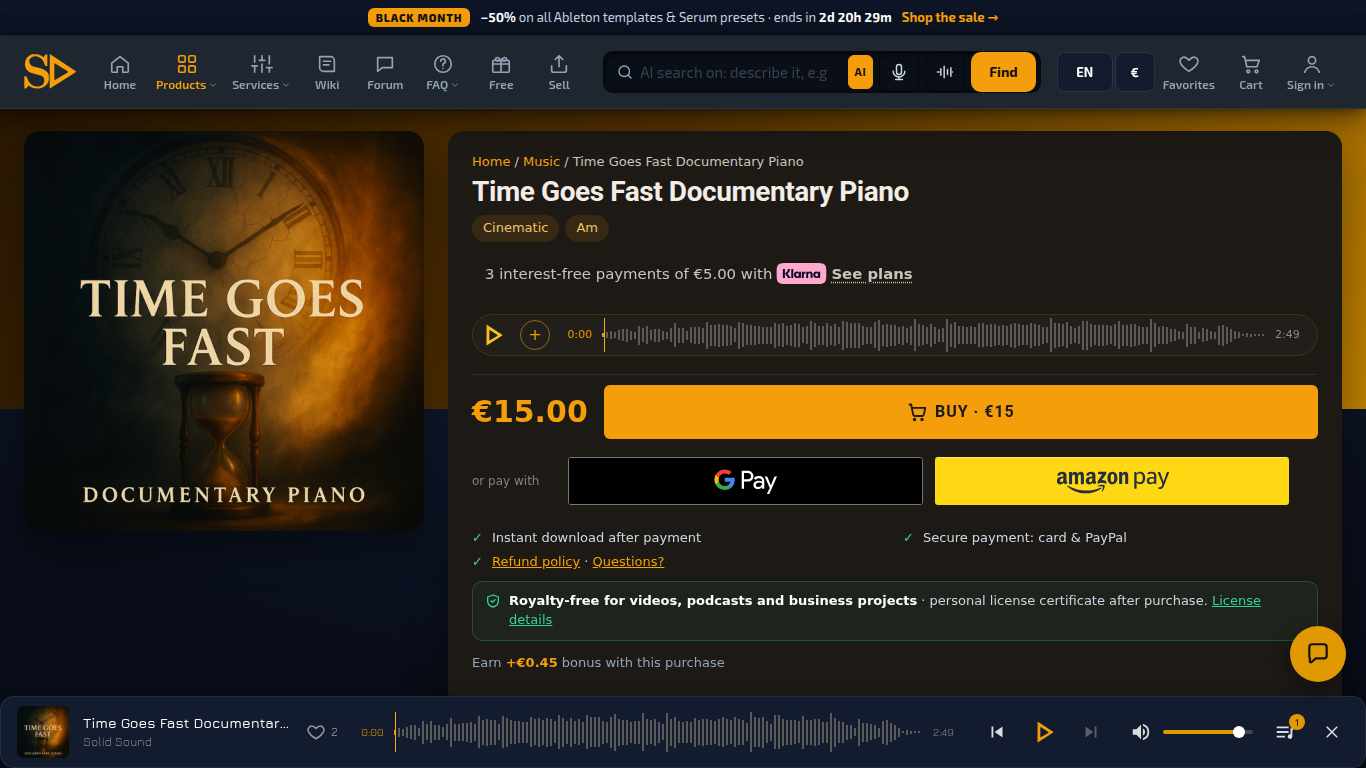 BLACK MONTH −50% on all Ableton templates & Serum presets · ends in 2d 20h 29m Shop the sale →
Home Products Services Wiki Forum FAQ Free Sell
AI search on: describe it, e.g AI Find EN €
Favorites Cart Sign in
TIME GOES
FAST
DOCUMENTARY PIANO
Home / Music / Time Goes Fast Documentary Piano
Time Goes Fast Documentary Piano
Cinematic Am
3 interest-free payments of €5.00 with Klarna See plans
0:00 2:49
€15.00 BUY · €15
or pay with G Pay amazon pay
✓ Instant download after payment ✓ Secure payment: card & PayPal
✓ Refund policy · Questions?
Royalty-free for videos, podcasts and business projects · personal license certificate after purchase. License
details
Earn +€0.45 bonus with this purchase
TIME GOES
FAST
Time Goes Fast Documentar...
Solid Sound
2 0:00 2:49 1